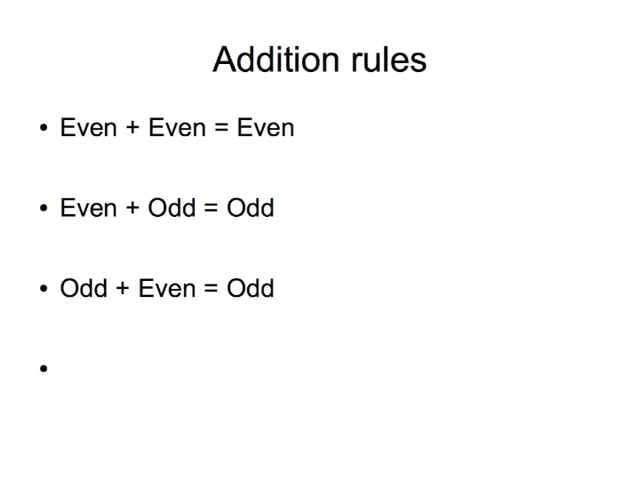 Addition rules
• Even + Even = Even
• Even + Odd = Odd
• Odd + Even = Odd
•